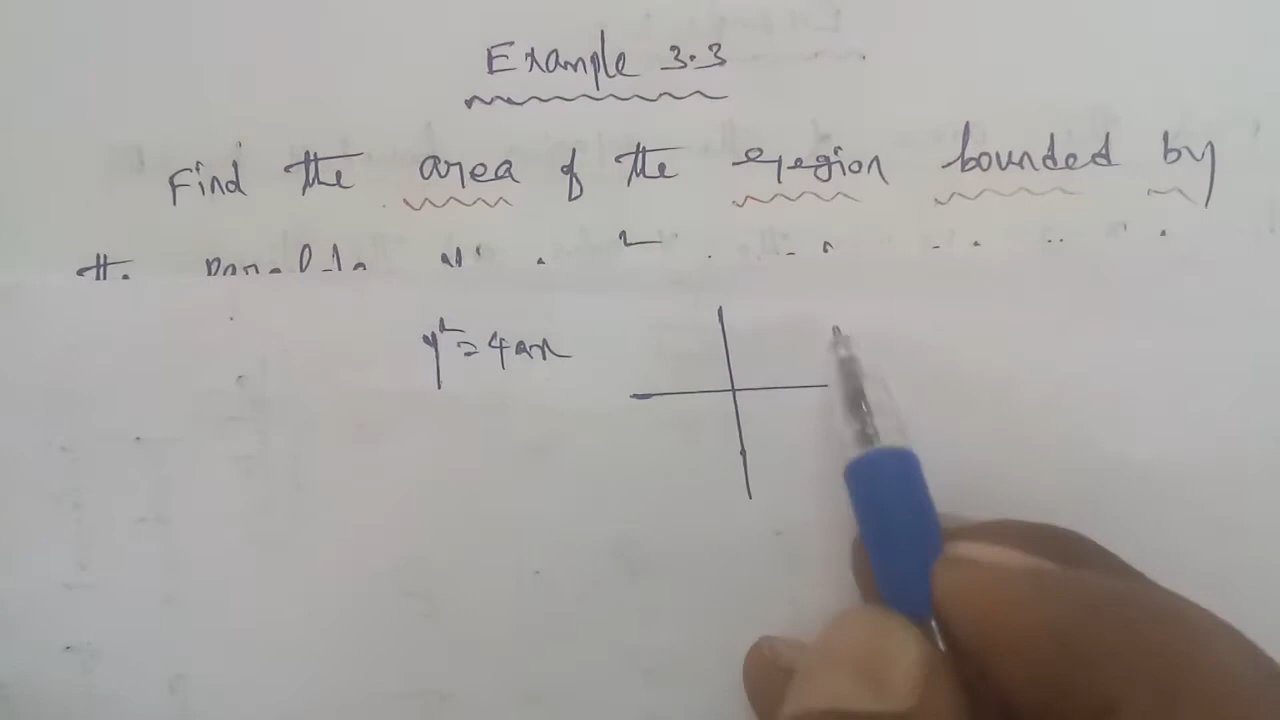 Example 3.3
Find the area of the region bounded by
y² = 4ax